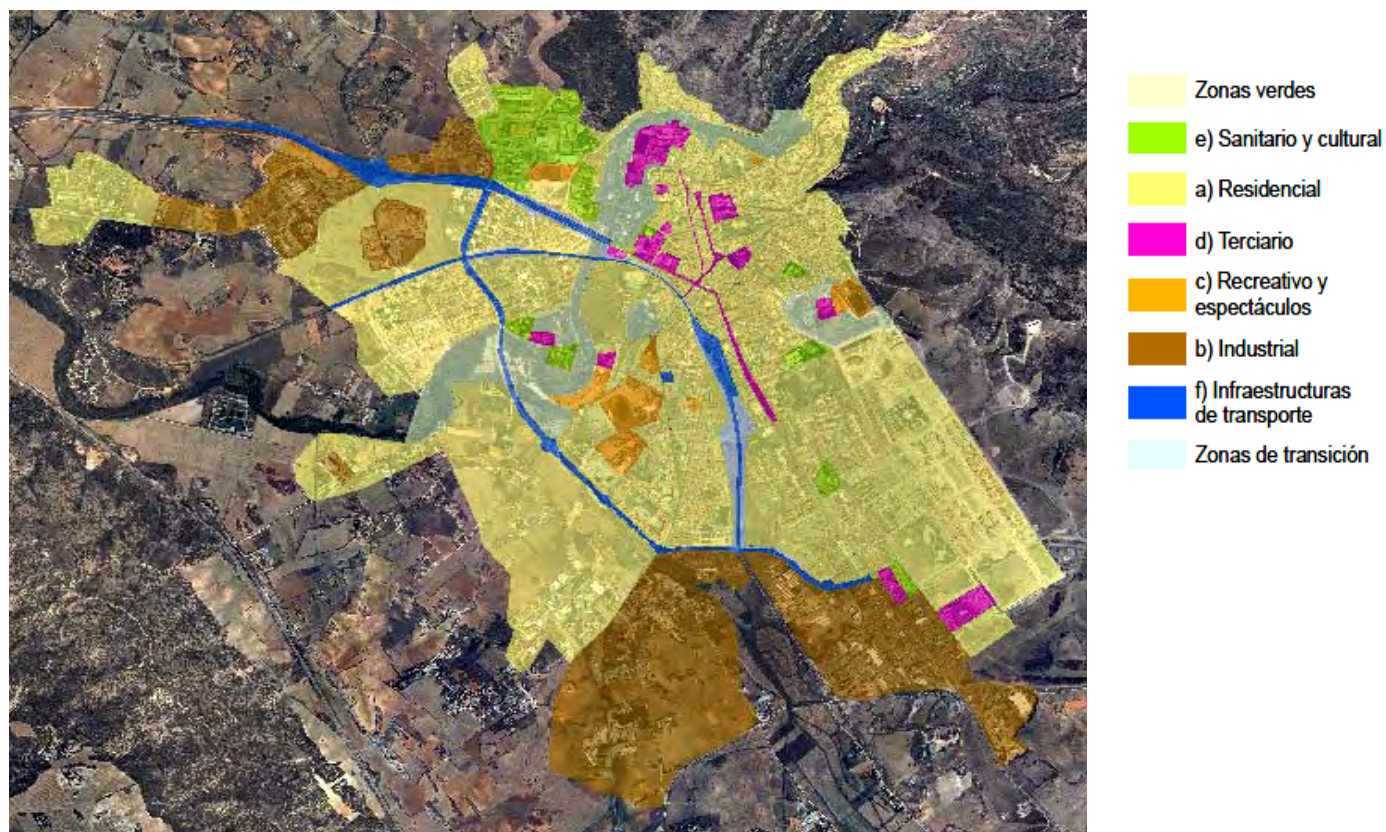 Zonas verdes
e) Sanitario y cultural
a) Residencial
d) Terciario
c) Recreativo y
espectáculos
b) Industrial
f) Infraestructuras
de transporte
Zonas de transición